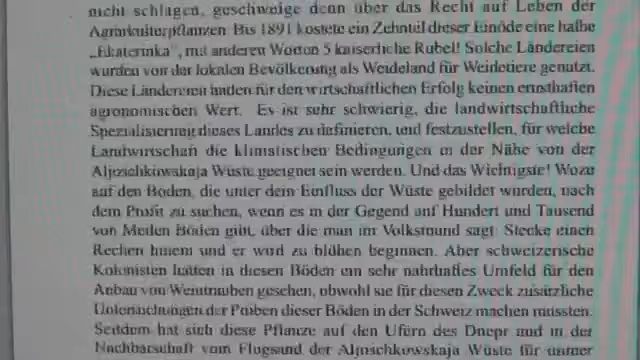 nicht schlagen, geschweige denn über das Recht auf Leben der
Agrarkulturpflanzen. Bis 1891 kostete ein Zehnteil dieser Einöde eine halbe
„Ekaterinka“, mit anderen Worten 5 kaiserliche Rubel! Solche Ländereien
wurden von der lokalen Bevölkerung als Weideland für Weidetiere genutzt.
Diese Ländereien hatten für den wirtschaftlichen Erfolg keinen ernsthaften
agronomischen Wert. Es ist sehr schwierig, die landwirtschaftliche
Spezialisierung dieses Landes zu definieren, und festzustellen, für welche
Landwirtschaft die klimatischen Bedingungen in der Nähe von der
Aljoschkowskaja Wüste geeignet sein werden. Und das Wichtigste! Wozu
auf den Böden, die unter dem Einfluss der Wüste gebildet wurden, nach
dem Profit zu suchen, wenn es in der Gegend auf Hundert und Tausend
von Meilen Böden gibt, über die man im Volksmund sagt: Stecke einen
Rechen hinein und er wird zu blühen beginnen. Aber schweizerische
Kolonisten hatten in diesen Böden ein sehr nahrhaftes Umfeld für den
Anbau von Weintrauben gesehen, obwohl sie für diesen Zweck zusätzliche
Untersuchungen der Proben dieser Böden in der Schweiz machen mussten.
Seitdem hat sich diese Pflanze auf den Ufern des Dnepr und in der
Nachbarschaft vom Flugsand der Aljoschkowskaja Wüste für immer